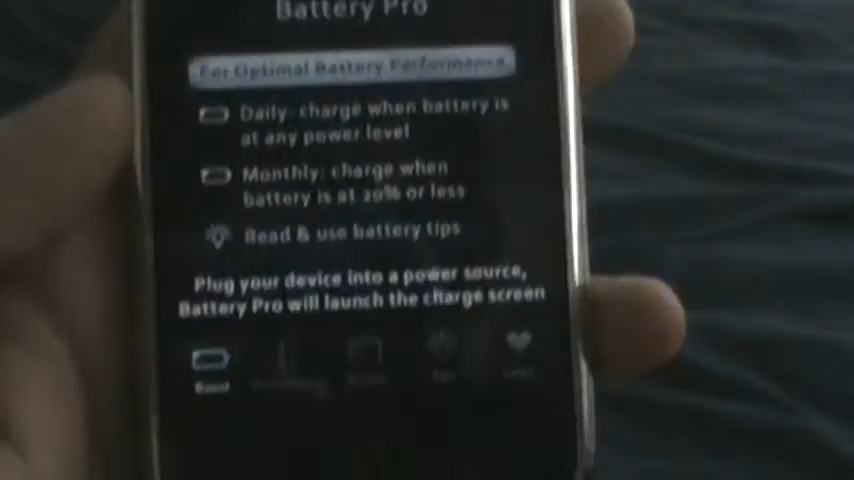 Battery Pro
For Optimal Battery Performance
Daily: charge when battery is
at any power level
Monthly: charge when
battery is at 20% or less
Read & use battery tips
Plug your device into a power source,
Battery Pro will launch the charge screen